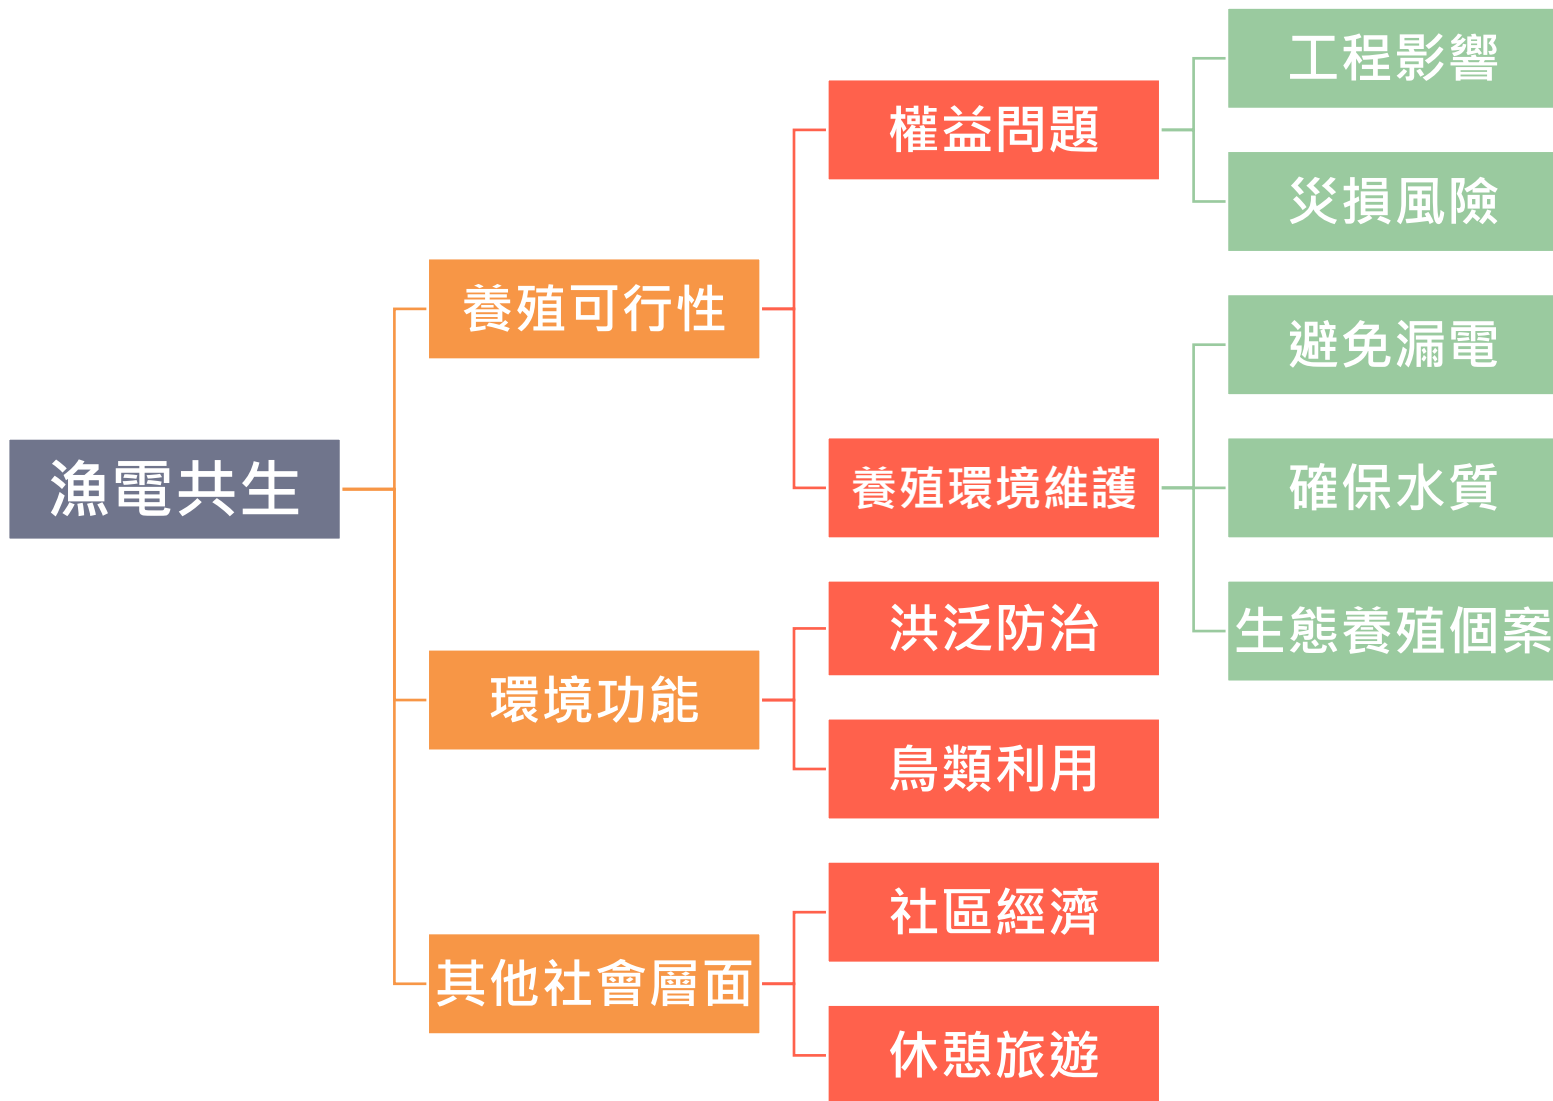 漁電共生
養殖可行性
權益問題
工程影響
災損風險
養殖環境維護
避免漏電
確保水質
生態養殖個案
環境功能
洪泛防治
鳥類利用
其他社會層面
社區經濟
休憩旅遊